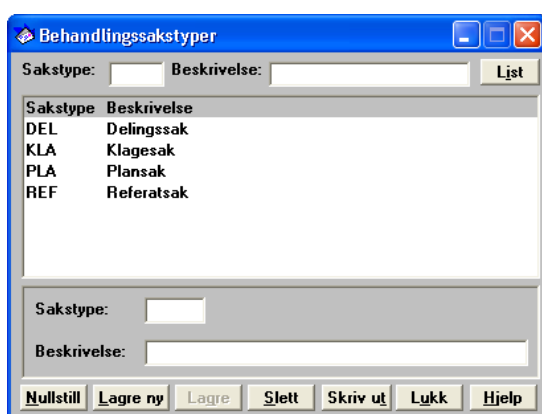 Behandlingssakstyper
Sakstype: Beskrivelse: List
Sakstype Beskrivelse
DEL Delingssak
KLA Klagesak
PLA Plansak
REF Referatsak
Sakstype:
Beskrivelse:
Nullstill Lagre ny Lagre Slett Skriv ut Lukk Hjelp